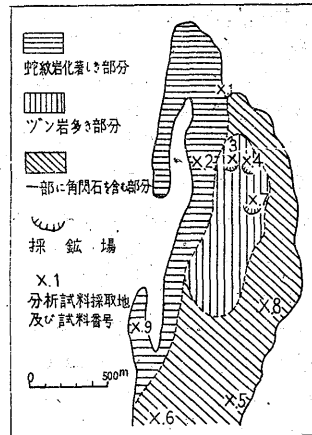 蛇紋岩化著しき部分
ヅン岩多き部分
一部に角閃石を含む部分
採鉱場
×.1
分析試料採取地
及び試料番号
0 500m
×1
×2
3
×
×4
×.
×8
×.9
×.5
×.6